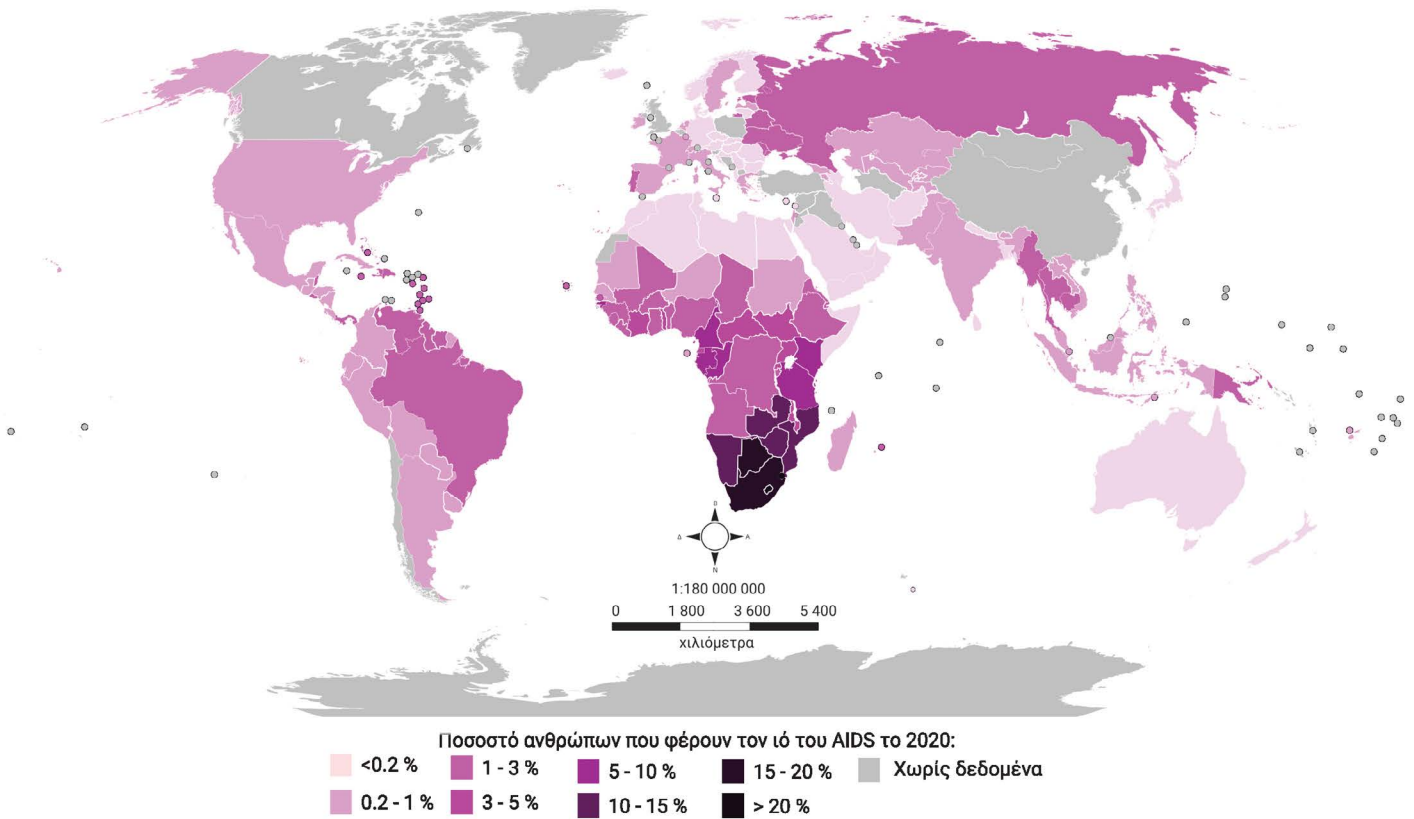 Β
Δ Α
Ν
1:180 000 000
0 1 800 3 600 5 400
χιλιόμετρα
Ποσοστό ανθρώπων που φέρουν τον ιό του AIDS το 2020:
<0.2 % 1 - 3 % 5 - 10 % 15 - 20 % Χωρίς δεδομένα
0.2 - 1 % 3 - 5 % 10 - 15 % > 20 %